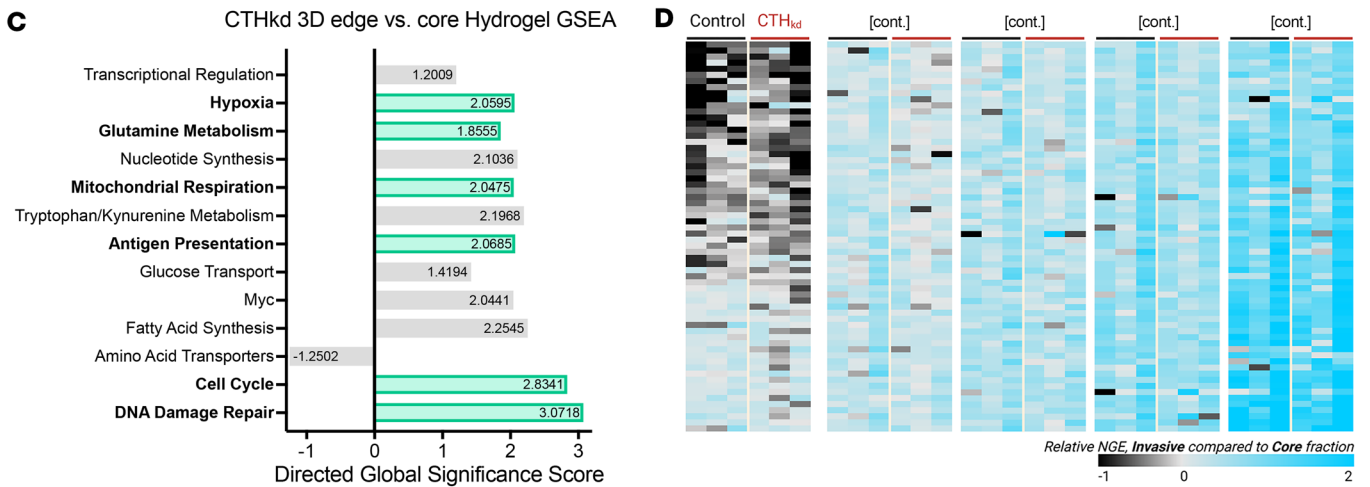 C
CTHkd 3D edge vs. core Hydrogel GSEA
Transcriptional Regulation 1.2009
Hypoxia 2.0595
Glutamine Metabolism 1.8555
Nucleotide Synthesis 2.1036
Mitochondrial Respiration 2.0475
Tryptophan/Kynurenine Metabolism 2.1968
Antigen Presentation 2.0685
Glucose Transport 1.4194
Myc 2.0441
Fatty Acid Synthesis 2.2545
Amino Acid Transporters -1.2502
Cell Cycle 2.8341
DNA Damage Repair 3.0718
-1 0 1 2 3
Directed Global Significance Score
D
Control CTHkd [cont.] [cont.] [cont.] [cont.]
Relative NGE, Invasive compared to Core fraction
-1 0 2